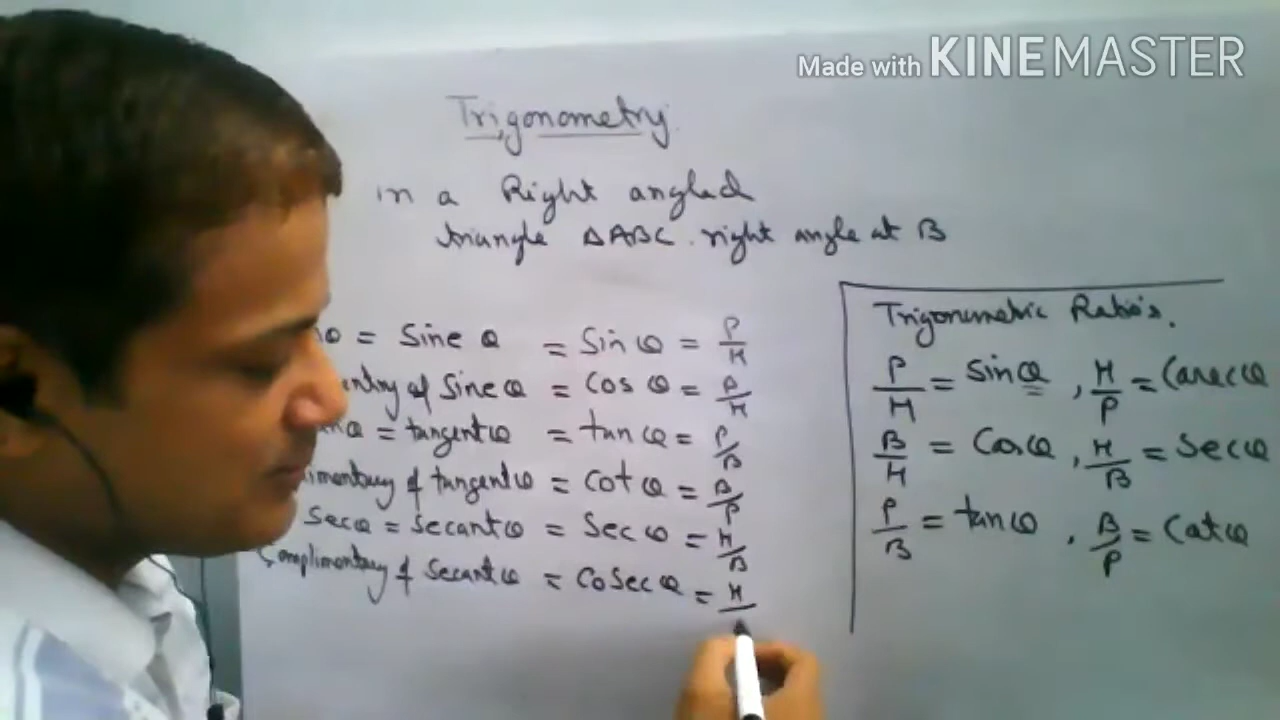 Made with KINEMASTER
Trigonometry.
in a Right angled
triangle ΔABC. right angle at B
= Sine θ = Sin θ = P/H
of Sine θ = Cos θ = B/H
= tangent θ = tan θ = P/B
of tangent θ = Cot θ = B/P
Sec θ = Secant θ = Sec θ = H/B
Complimentary of Secant θ = CoSec θ = H/
Trigonometric Ratio's.
P/H = Sin θ, H/P = Cosec θ
B/H = Cos θ, H/B = Sec θ
P/B = tan θ, B/P = Cot θ